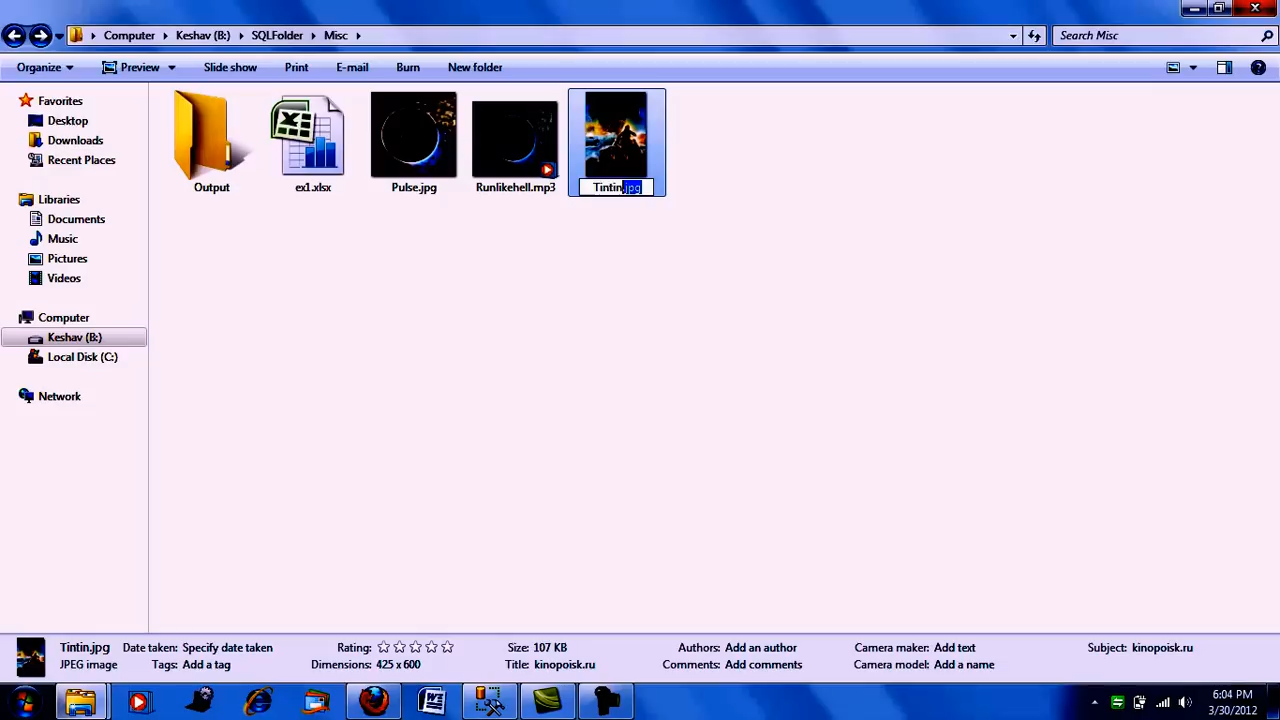 Computer Keshav (B:) SQLFolder Misc Search Misc
Organize Preview Slide show Print E-mail Burn New folder
Favorites
Desktop
Downloads
Recent Places
Libraries
Documents
Music
Pictures
Videos
Computer
Keshav (B:)
Local Disk (C:)
Network
Output ex1.xlsx Pulse.jpg Runlikehell.mp3 Tintin.jpg
Tintin.jpg Date taken: Specify date taken Rating: Size: 107 KB Authors: Add an author Camera maker: Add text Subject: kinopoisk.ru
JPEG image Tags: Add a tag Dimensions: 425 x 600 Title: kinopoisk.ru Comments: Add comments Camera model: Add a name
6:04 PM
3/30/2012